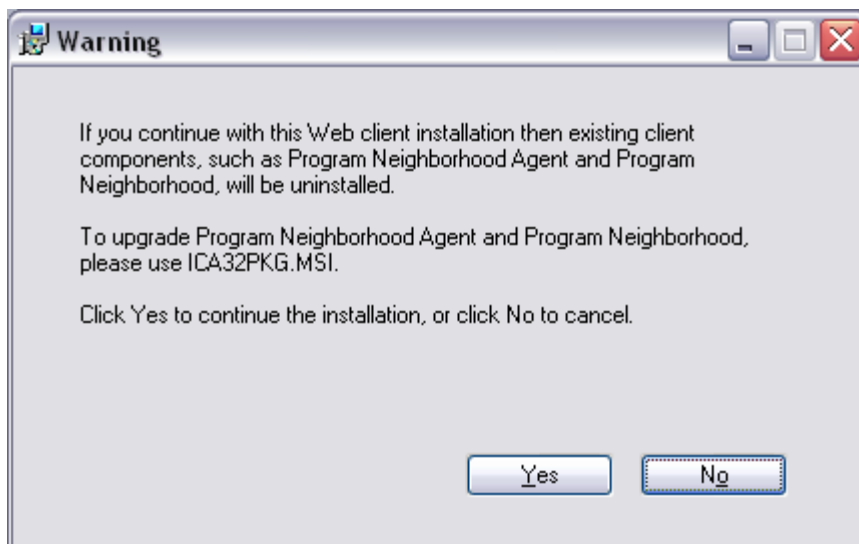 Warning
If you continue with this Web client installation then existing client
components, such as Program Neighborhood Agent and Program
Neighborhood, will be uninstalled.
To upgrade Program Neighborhood Agent and Program Neighborhood,
please use ICA32PKG.MSI.
Click Yes to continue the installation, or click No to cancel.
Yes
No